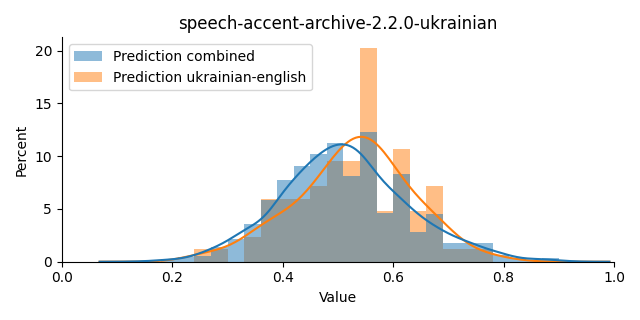 speech-accent-archive-2.2.0-ukrainian
Prediction combined
Prediction ukrainian-english
Percent
20
15
10
5
0
0.0 0.2 0.4 0.6 0.8 1.0
Value